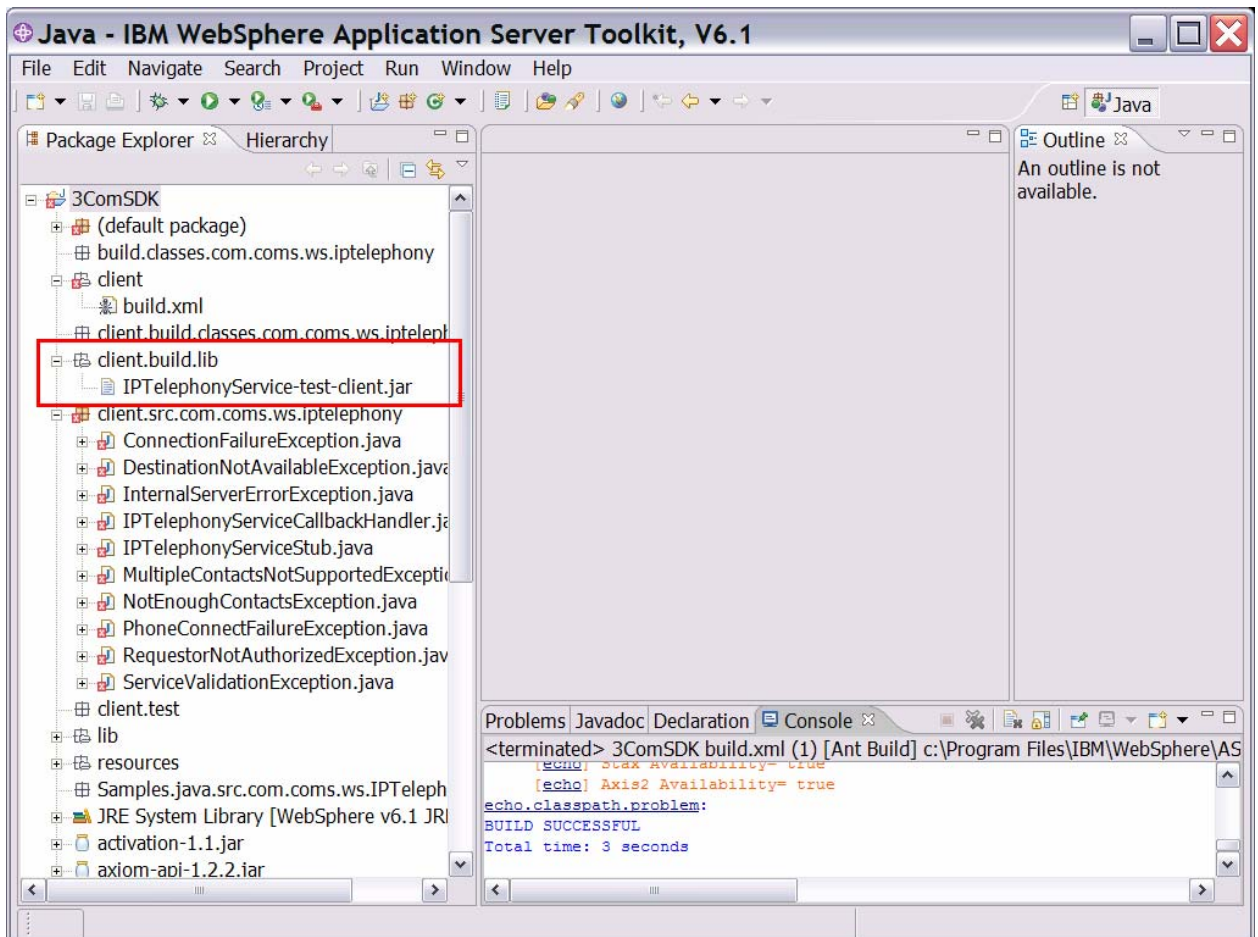 Java - IBM WebSphere Application Server Toolkit, V6.1
File Edit Navigate Search Project Run Window Help
Java
Package Explorer
Hierarchy
3ComSDK
(default package)
build.classes.com.coms.ws.iptelephony
client
build.xml
client.build.classes.com.coms.ws.ipteleph
client.build.lib
IPTelephonyService-test-client.jar
client.src.com.coms.ws.iptelephony
ConnectionFailureException.java
DestinationNotAvailableException.java
InternalServerErrorException.java
IPTelephonyServiceCallbackHandler.ja
IPTelephonyServiceStub.java
MultipleContactsNotSupportedExceptio
NotEnoughContactsException.java
PhoneConnectFailureException.java
RequestorNotAuthorizedException.jav
ServiceValidationException.java
client.test
lib
resources
Samples.java.src.com.coms.ws.IPTeleph
JRE System Library [WebSphere v6.1 JRE
activation-1.1.jar
axiom-api-1.2.2.jar
Outline
An outline is not
available.
Problems Javadoc Declaration Console
<terminated> 3ComSDK build.xml (1) [Ant Build] c:\Program Files\IBM\WebSphere\AS
[echo] Stax Availability= true
[echo] Axis2 Availability= true
echo.classpath.problem:
BUILD SUCCESSFUL
Total time: 3 seconds